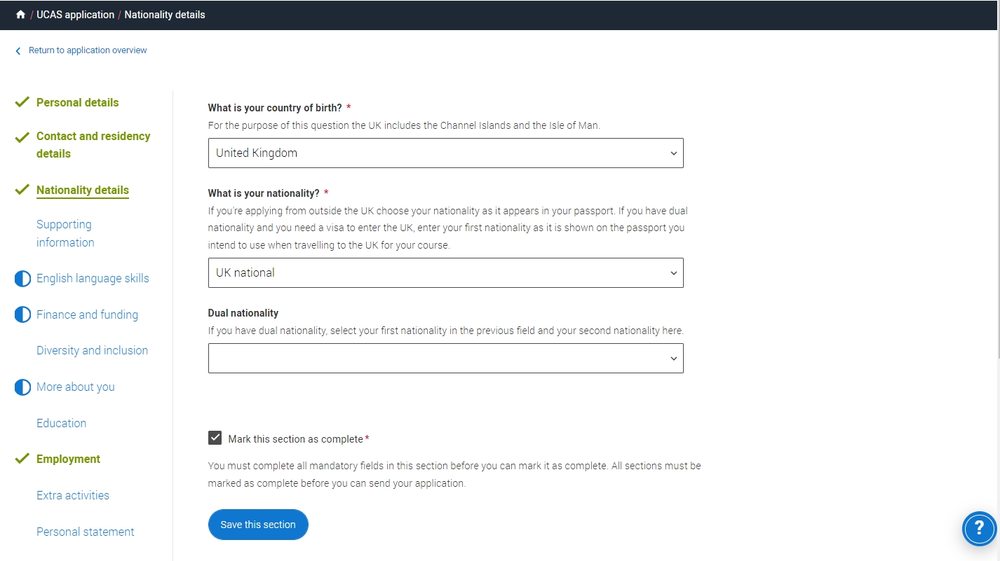 / UCAS application / Nationality details
Return to application overview
Personal details
Contact and residency
details
Nationality details
Supporting
information
English language skills
Finance and funding
Diversity and inclusion
More about you
Education
Employment
Extra activities
Personal statement
What is your country of birth? *
For the purpose of this question the UK includes the Channel Islands and the Isle of Man.
United Kingdom
What is your nationality? *
If you're applying from outside the UK choose your nationality as it appears in your passport. If you have dual
nationality and you need a visa to enter the UK, enter your first nationality as it is shown on the passport you
intend to use when travelling to the UK for your course.
UK national
Dual nationality
If you have dual nationality, select your first nationality in the previous field and your second nationality here.
Mark this section as complete*
You must complete all mandatory fields in this section before you can mark it as complete. All sections must be
marked as complete before you can send your application.
Save this section
?